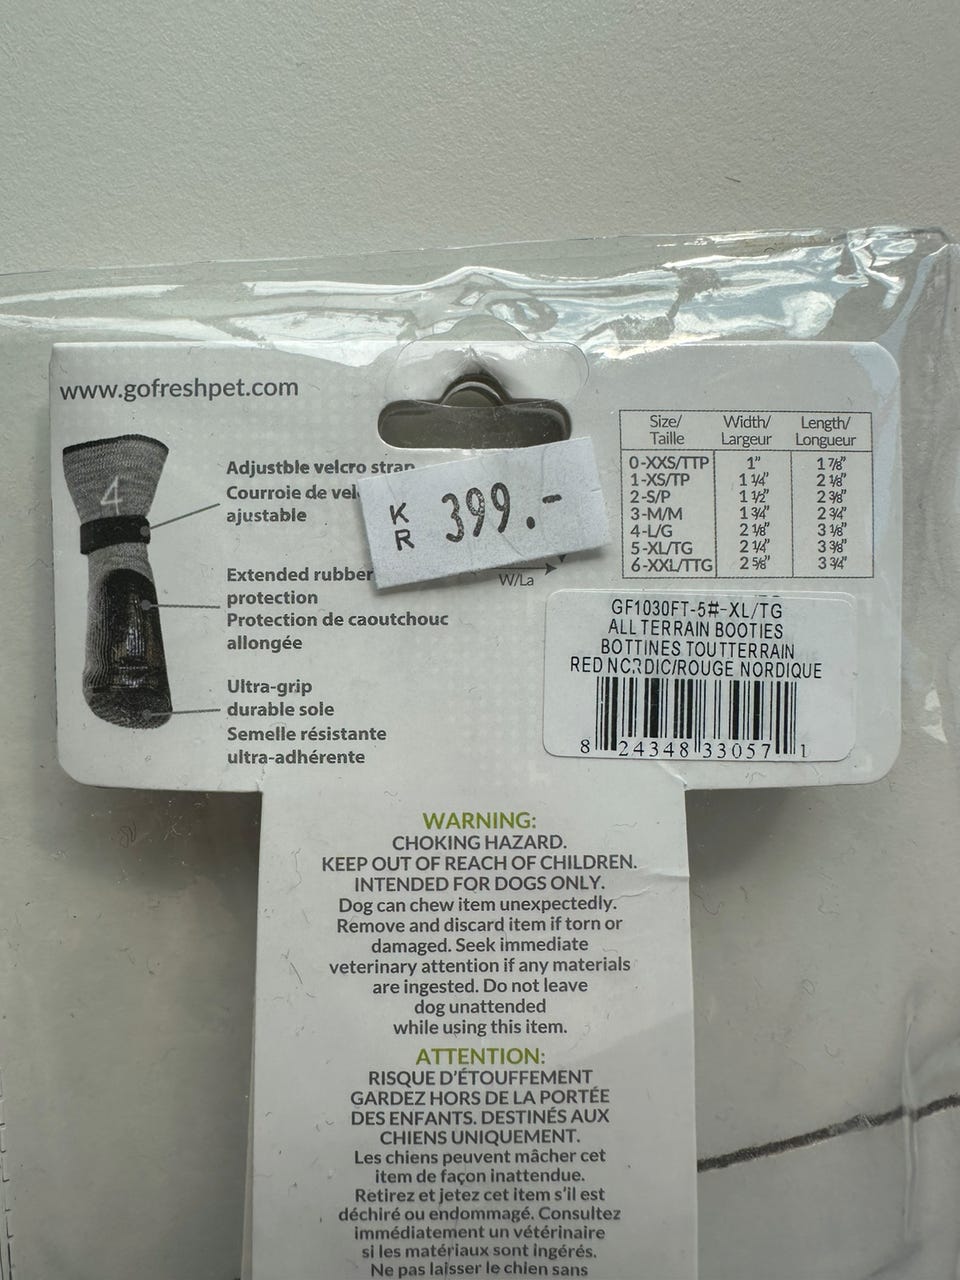 www.gofreshpet.com
4
Adjustble velcro strap
Courroie de vel
ajustable
Extended rubber
protection
Protection de caoutchouc
allongée
Ultra-grip
durable sole
Semelle résistante
ultra-adhérente
KR 399.-
W/La
Size/ Width/ Length/
Taille Largeur Longueur
0-XXS/TTP 1" 1 7/8"
1-XS/TP 1 1/4" 2 1/8"
2-S/P 1 1/2" 2 3/8"
3-M/M 1 3/4" 2 3/4"
4-L/G 2 1/8" 3 1/8"
5-XL/TG 2 1/4" 3 3/8"
6-XXL/TTG 2 5/8" 3 3/4"
GF1030FT-5#-XL/TG
ALL TERRAIN BOOTIES
BOTTINES TOUTTERRAIN
RED NORDIC/ROUGE NORDIQUE
8 24348 33057 1
WARNING:
CHOKING HAZARD.
KEEP OUT OF REACH OF CHILDREN.
INTENDED FOR DOGS ONLY.
Dog can chew item unexpectedly.
Remove and discard item if torn or
damaged. Seek immediate
veterinary attention if any materials
are ingested. Do not leave
dog unattended
while using this item.
ATTENTION:
RISQUE D'ÉTOUFFEMENT
GARDEZ HORS DE LA PORTÉE
DES ENFANTS. DESTINÉS AUX
CHIENS UNIQUEMENT.
Les chiens peuvent mâcher cet
item de façon inattendue.
Retirez et jetez cet item s'il est
déchiré ou endommagé. Consultez
immédiatement un vétérinaire
si les matériaux sont ingérés.
Ne pas laisser le chien sans